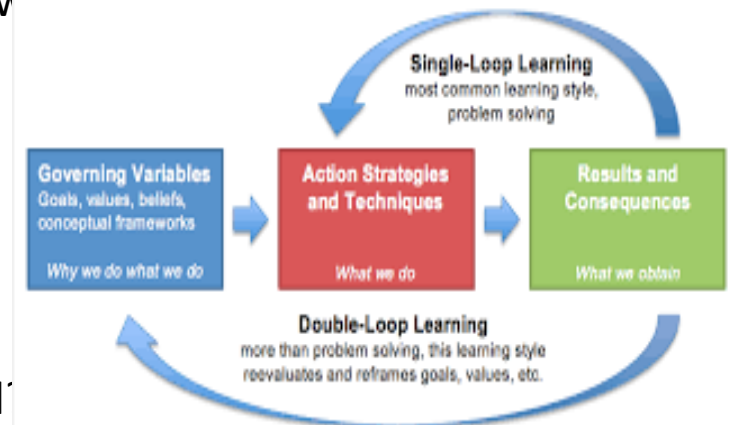 Single-Loop Learning
most common learning style,
problem solving
Governing Variables
Goals, values, beliefs,
conceptual frameworks
Why we do what we do
Action Strategies
and Techniques
What we do
Results and
Consequences
What we obtain
Double-Loop Learning
more than problem solving, this learning style
reevaluates and reframes goals, values, etc.